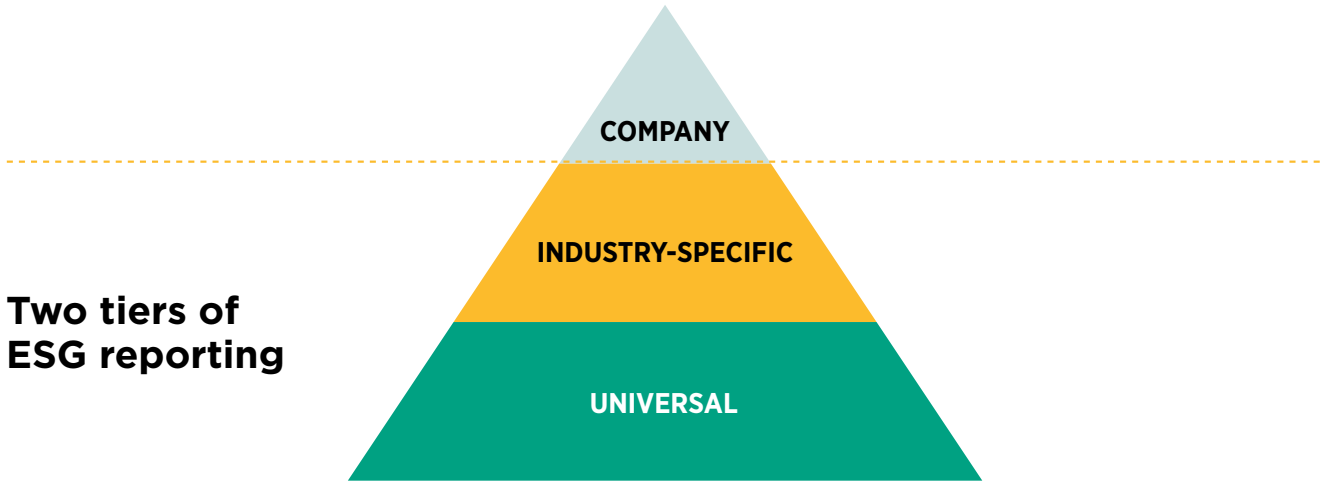 COMPANY
INDUSTRY-SPECIFIC
Two tiers of
ESG reporting
UNIVERSAL